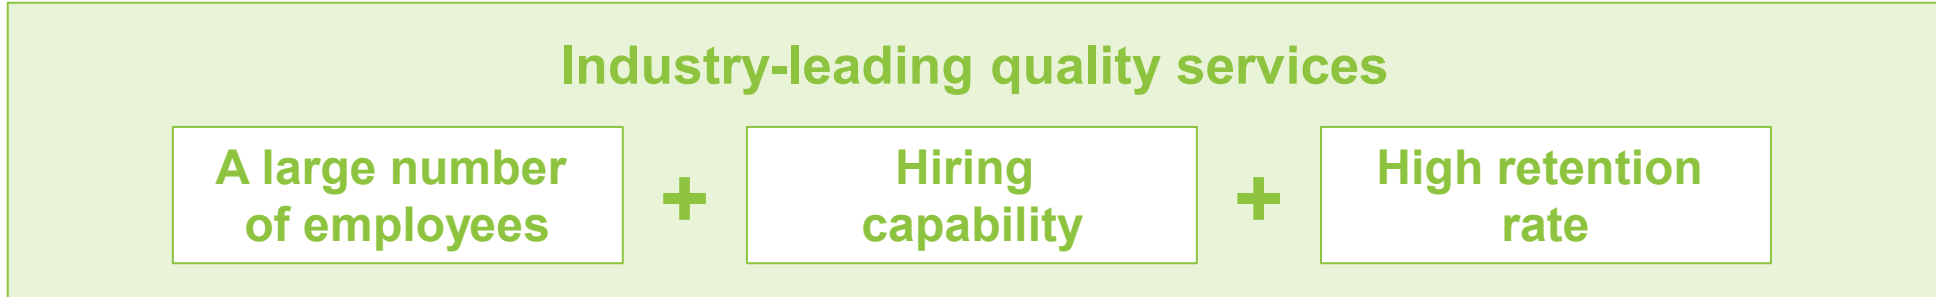 Industry-leading quality services
A large number
of employees
+
Hiring
capability
+
High retention
rate